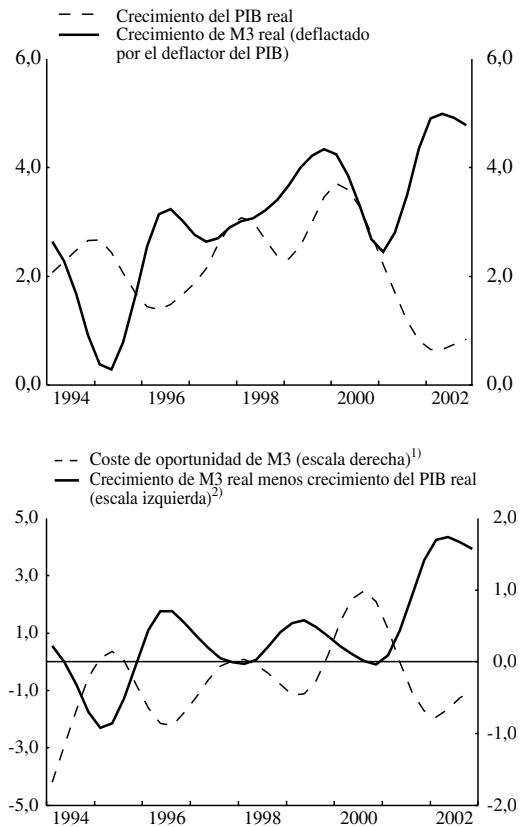 Crecimiento del PIB real
Crecimiento de M3 real (deflactado
por el deflactor del PIB)
6,0 6,0
4,0 4,0
2,0 2,0
0,0 0,0
1994 1996 1998 2000 2002
Coste de oportunidad de M3 (escala derecha)1)
Crecimiento de M3 real menos crecimiento del PIB real
(escala izquierda)2)
5,0 2,0
3,0 1,0
1,0 0,0
-1,0
-3,0 -1,0
-5,0 -2,0
1994 1996 1998 2000 2002